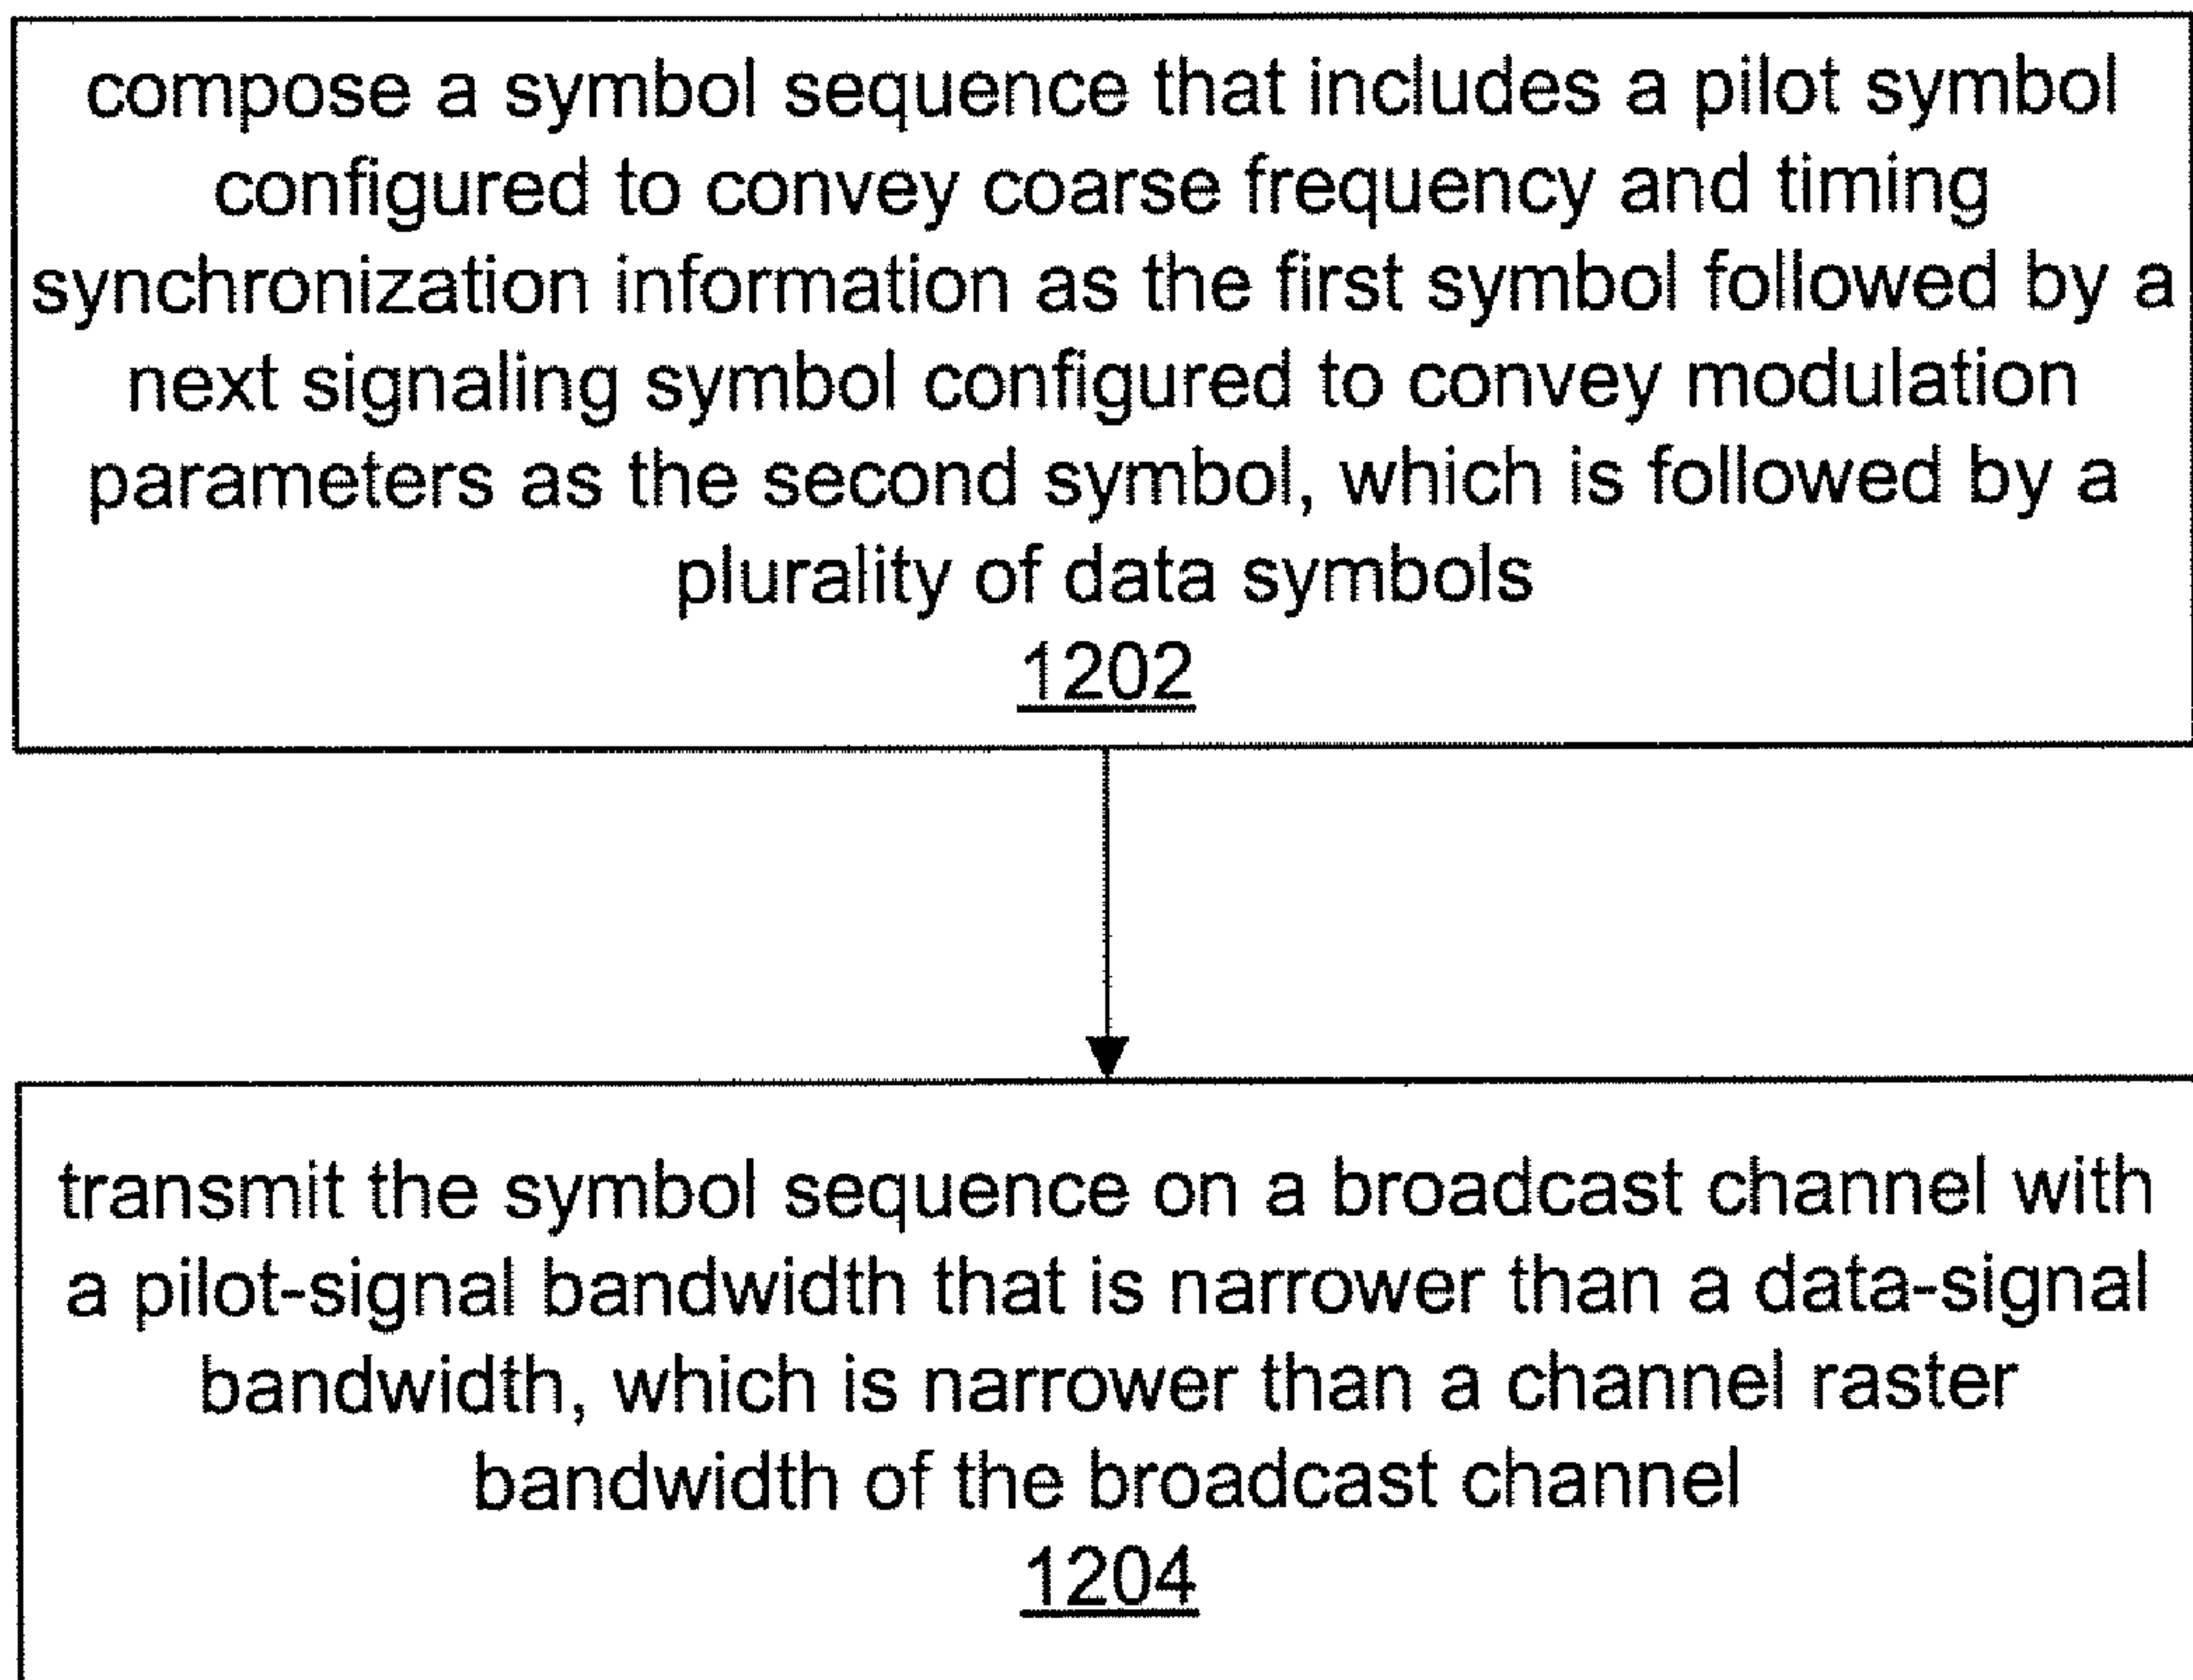 compose a symbol sequence that includes a pilot symbol
configured to convey coarse frequency and timing
synchronization information as the first symbol followed by a
next signaling symbol configured to convey modulation
parameters as the second symbol, which is followed by a
plurality of data symbols
1202
transmit the symbol sequence on a broadcast channel with
a pilot-signal bandwidth that is narrower than a data-signal
bandwidth, which is narrower than a channel raster
bandwidth of the broadcast channel
1204